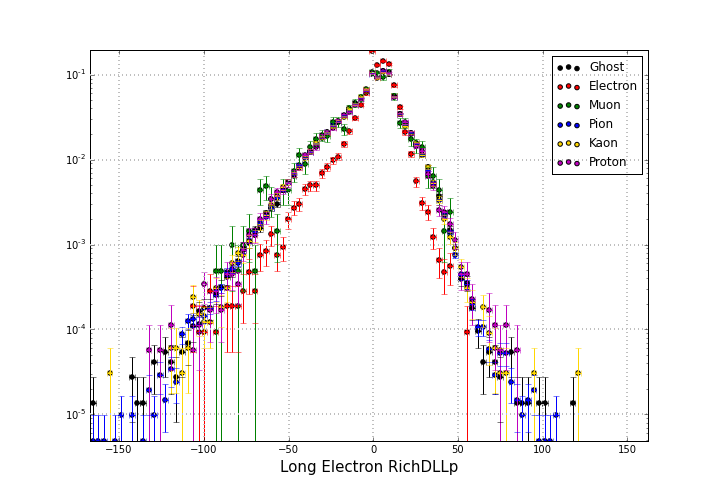 10⁻¹
10⁻²
10⁻³
10⁻⁴
10⁻⁵
Ghost
Electron
Muon
Pion
Kaon
Proton
−150 −100 −50 0 50 100 150
Long Electron RichDLLp